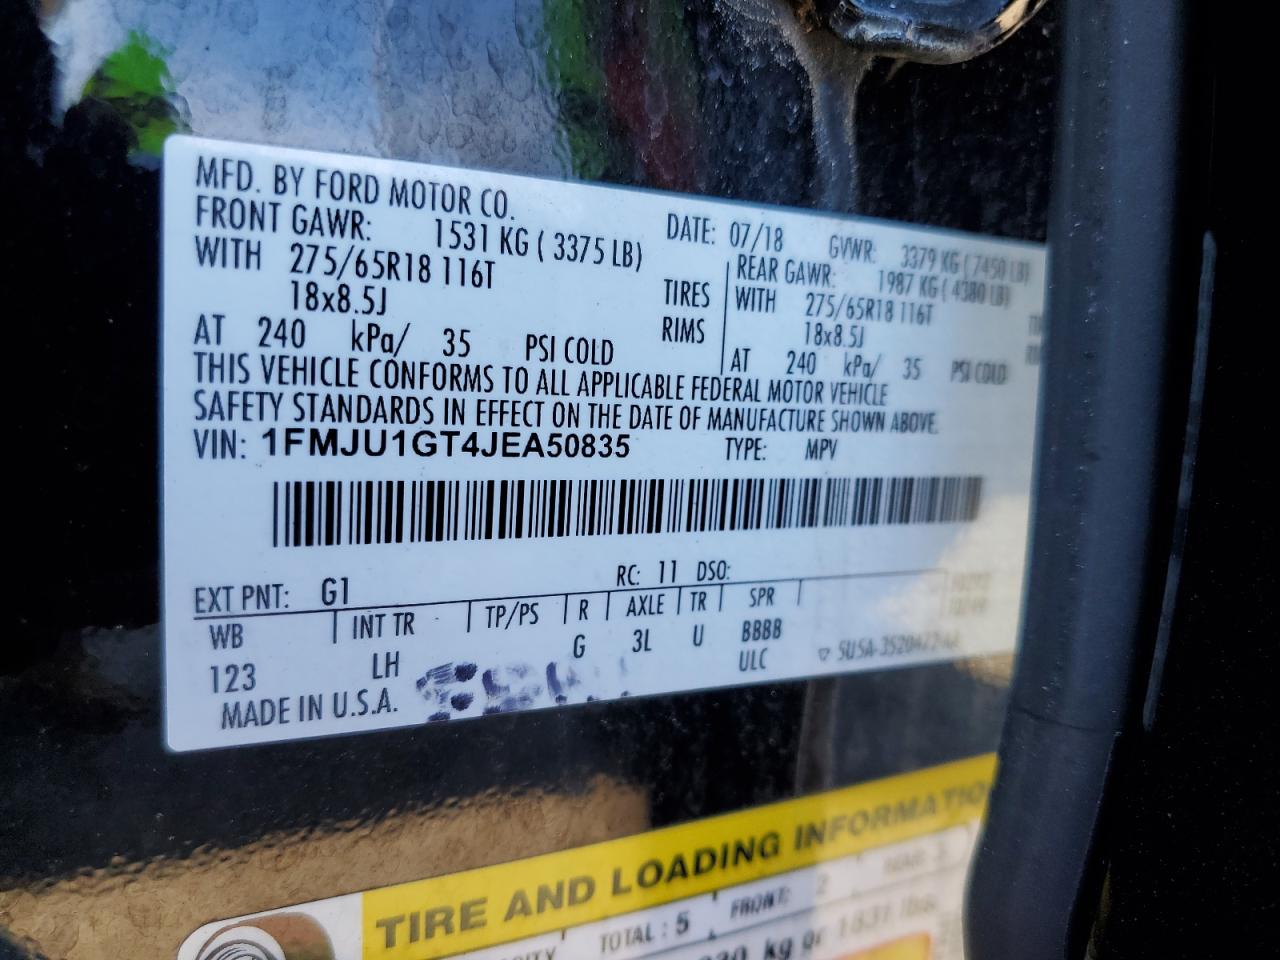 MFD. BY FORD MOTOR CO. DATE: 07/18 GVWR: 3379 KG ( 7450 LB)
FRONT GAWR: 1531 KG ( 3375 LB) REAR GAWR: 1987 KG ( 4380 LB)
WITH 275/65R18 116T TIRES WITH 275/65R18 116T
18x8.5J RIMS 18x8.5J
AT 240 kPa/ 35 PSI COLD AT 240 kPa/ 35 PSI COLD
THIS VEHICLE CONFORMS TO ALL APPLICABLE FEDERAL MOTOR VEHICLE
SAFETY STANDARDS IN EFFECT ON THE DATE OF MANUFACTURE SHOWN ABOVE.
VIN: 1FMJU1GT4JEA50835 TYPE: MPV
EXT PNT: G1 RC: 11 DSO:
WB INT TR TP/PS R AXLE TR SPR
123 LH G 3L U BBBB
ULC
MADE IN U.S.A.
TIRE AND LOADING INFORMATIO
TOTAL : 5 FRONT: 2
kg or